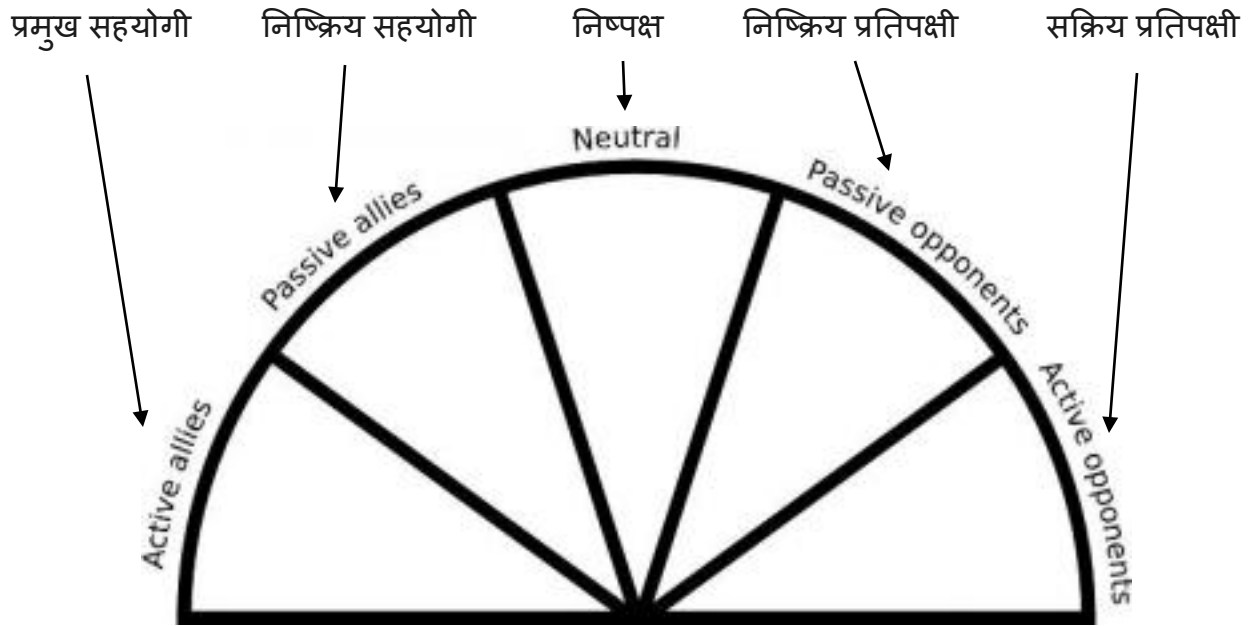 प्रमुख सहयोगी
निष्क्रिय सहयोगी
निष्पक्ष
निष्क्रिय प्रतिपक्षी
सक्रिय प्रतिपक्षी
Active allies
Passive allies
Neutral
Passive opponents
Active opponents